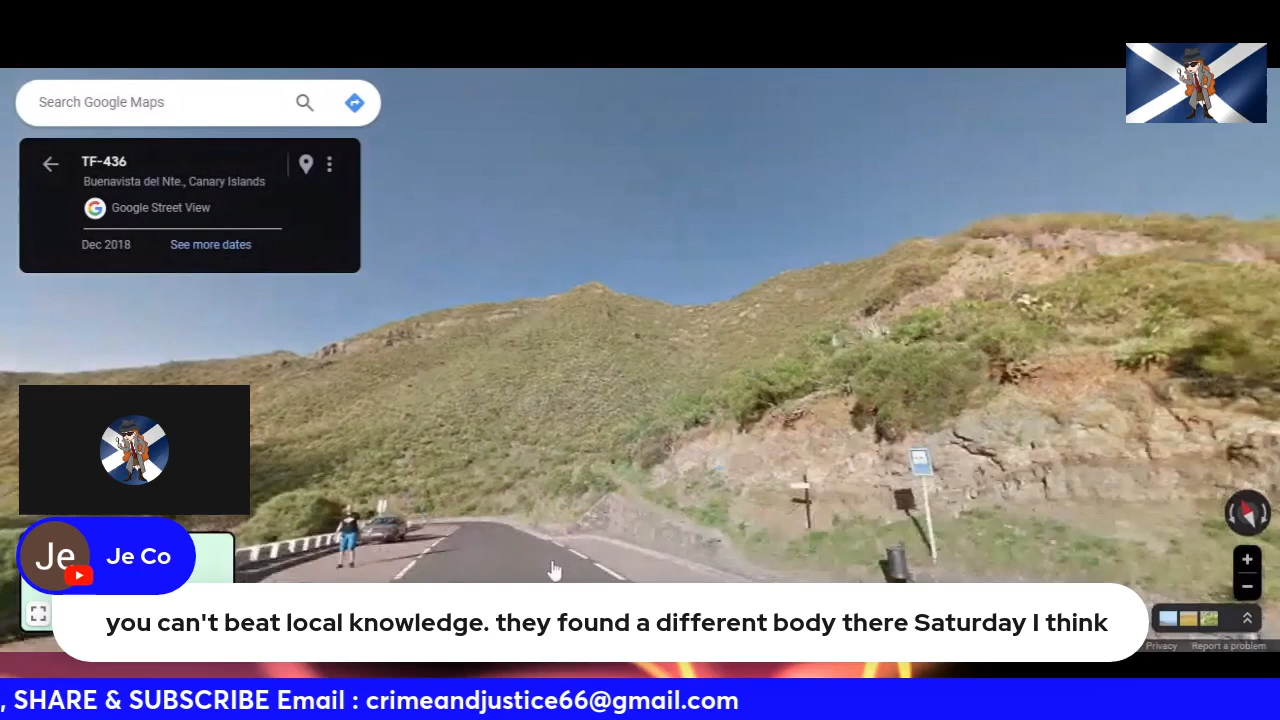 Search Google Maps
TF-436
Buenavista del Nte., Canary Islands
Google Street View
Dec 2018
See more dates
Je
Je Co
you can't beat local knowledge. they found a different body there Saturday I think
Privacy
Report a problem
, SHARE & SUBSCRIBE Email : crimeandjustice66@gmail.com